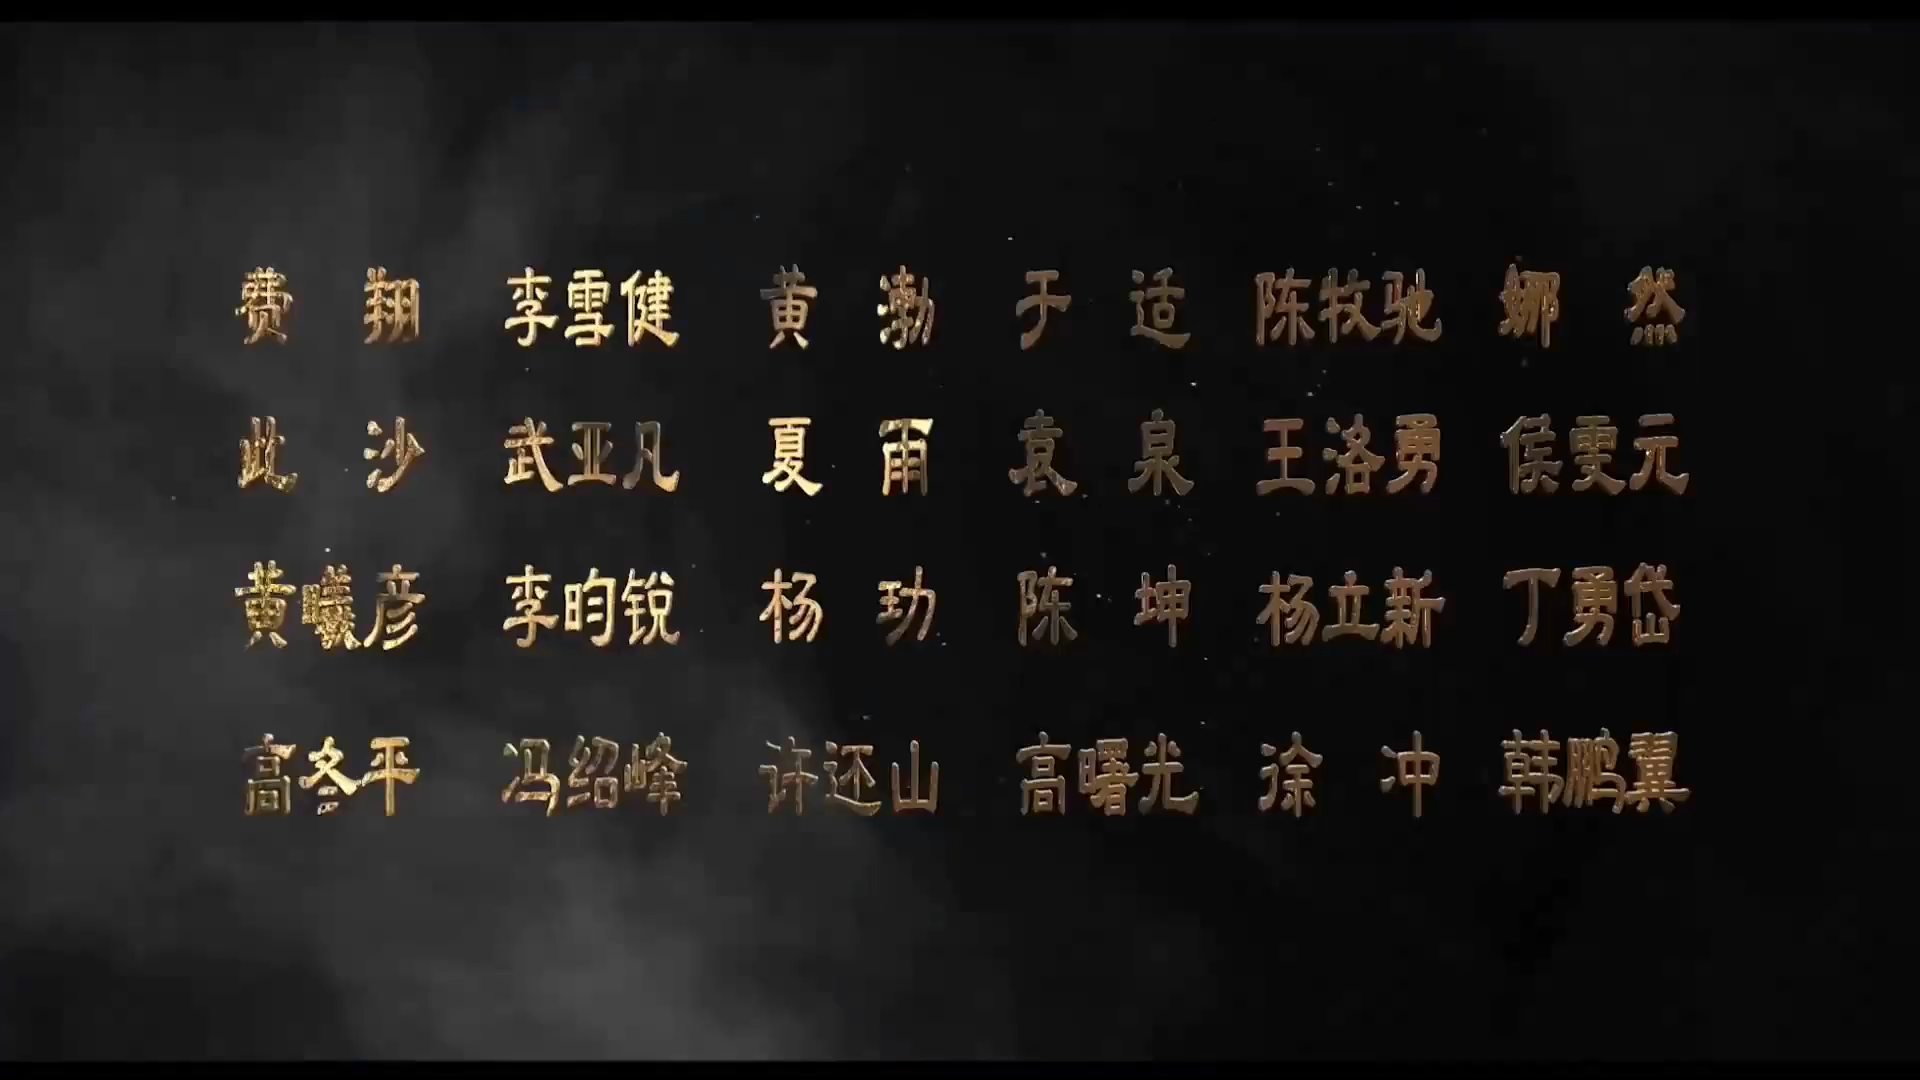 费翔 李雪健 黄渤 于适 陈牧驰 娜然
此沙 武亚凡 夏雨 袁泉 王洛勇 侯雯元
黄曦彦 李昀锐 杨玏 陈坤 杨立新 丁勇岱
高冬平 冯绍峰 许还山 高曙光 徐冲 韩鹏翼